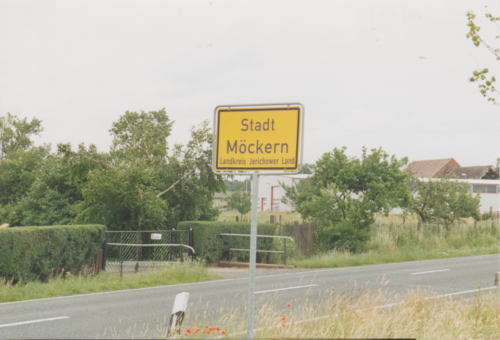 Stadt
Möckern
Landkreis Jerichower Land